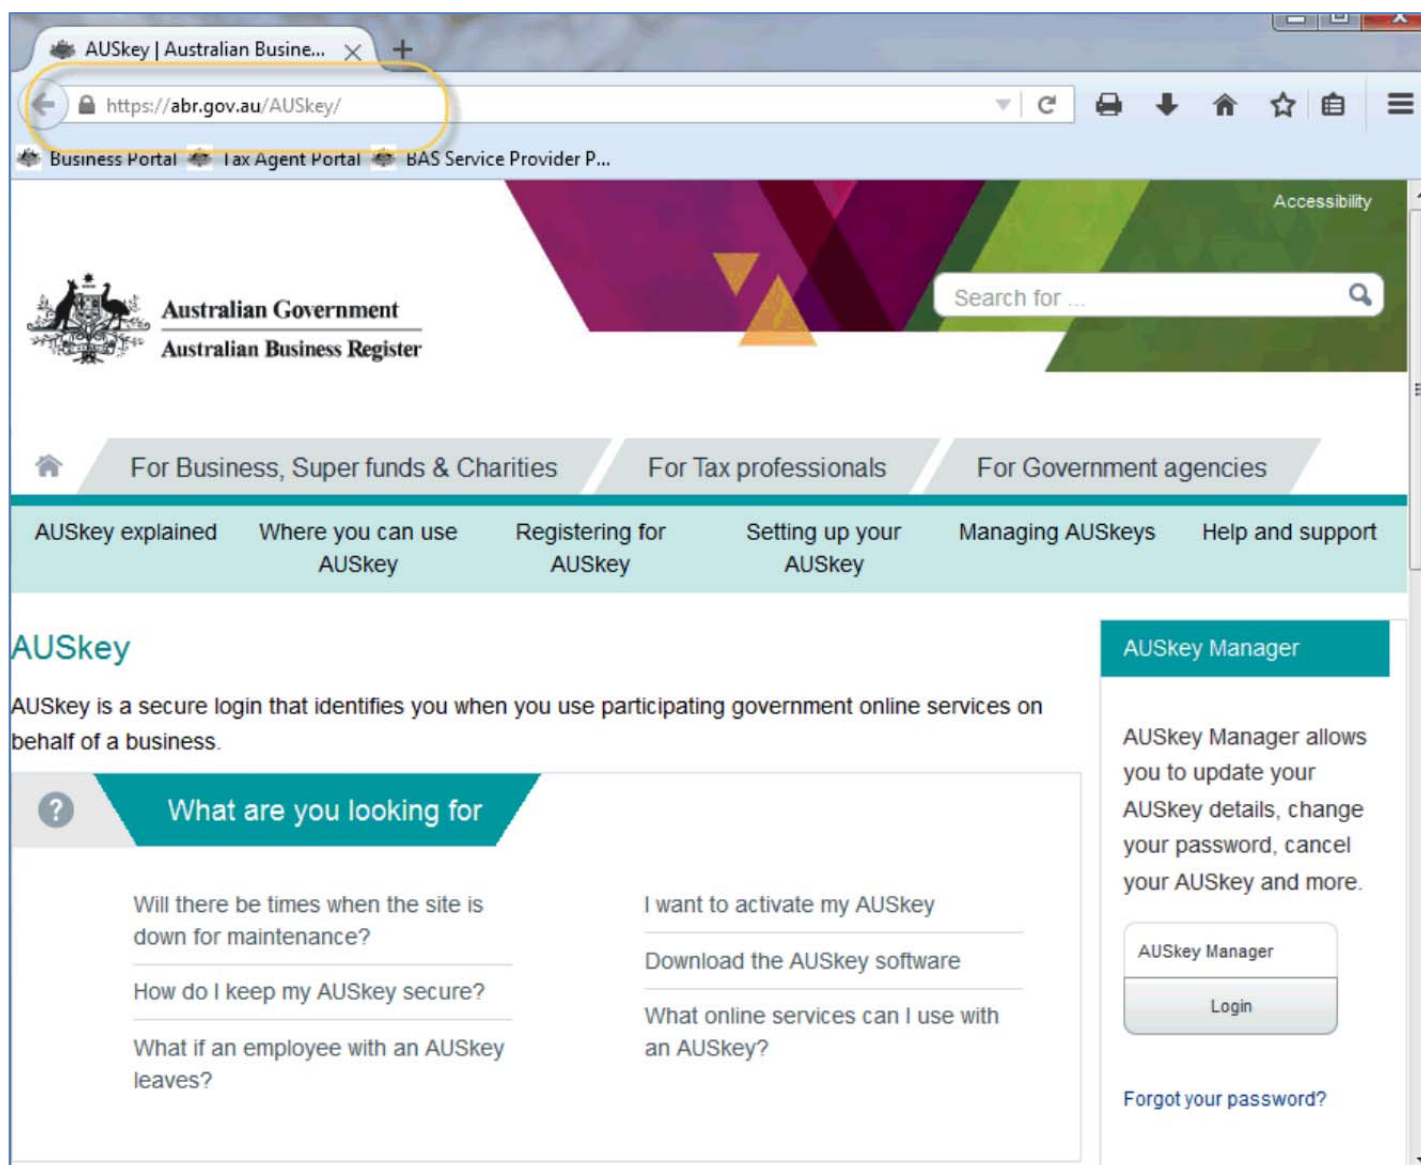 AUSkey | Australian Busine...
https://abr.gov.au/AUSkey/
Business Portal Tax Agent Portal BAS Service Provider P...
Accessibility
Search for ...
Australian Government
Australian Business Register
For Business, Super funds & Charities For Tax professionals For Government agencies
AUSkey explained
Where you can use
AUSkey
Registering for
AUSkey
Setting up your
AUSkey
Managing AUSkeys
Help and support
AUSkey
AUSkey is a secure login that identifies you when you use participating government online services on
behalf of a business.
What are you looking for
Will there be times when the site is
down for maintenance?
How do I keep my AUSkey secure?
What if an employee with an AUSkey
leaves?
I want to activate my AUSkey
Download the AUSkey software
What online services can I use with
an AUSkey?
AUSkey Manager
AUSkey Manager allows
you to update your
AUSkey details, change
your password, cancel
your AUSkey and more.
AUSkey Manager
Login
Forgot your password?